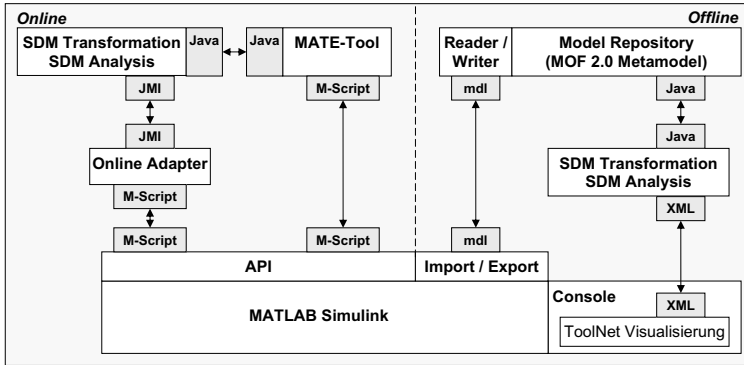 Online
Offline
SDM Transformation
SDM Analysis
Java
Java
MATE-Tool
Reader /
Writer
Model Repository
(MOF 2.0 Metamodel)
JMI
M-Script
mdl
Java
JMI
Java
Online Adapter
SDM Transformation
SDM Analysis
M-Script
XML
M-Script
M-Script
mdl
API
Import / Export
MATLAB Simulink
Console
XML
ToolNet Visualisierung